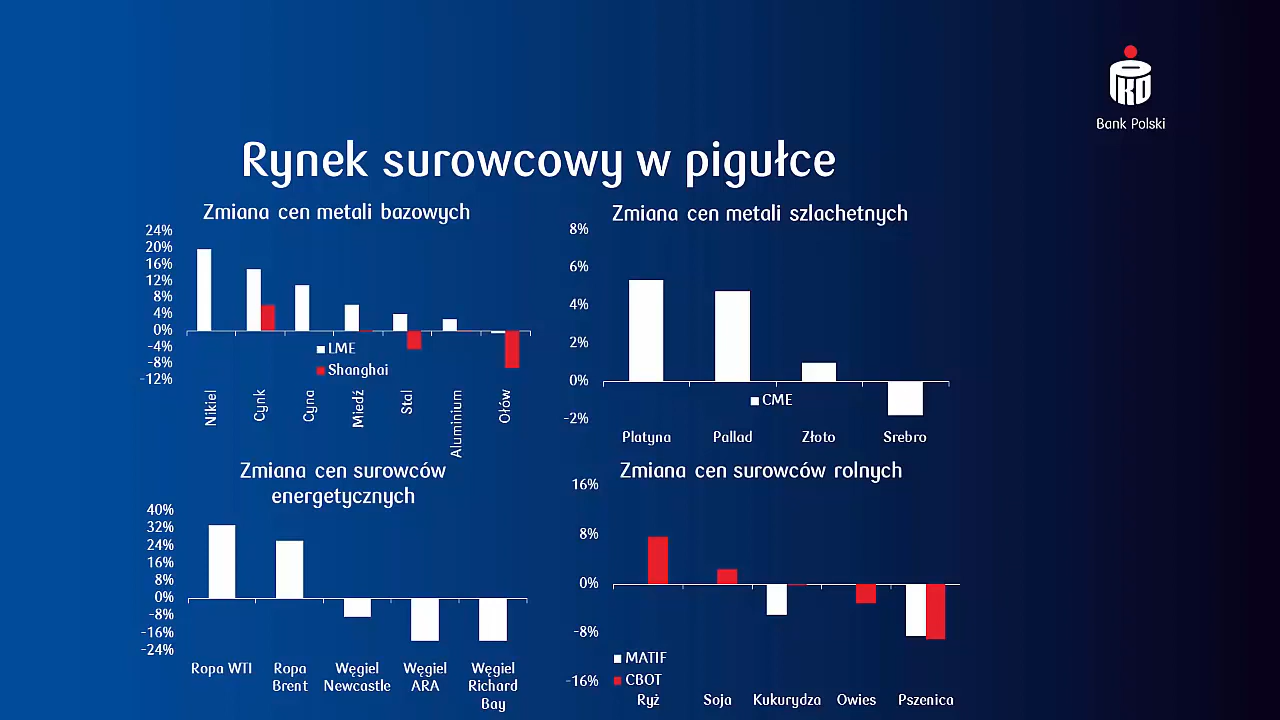 PKO
Bank Polski
Rynek surowcowy w pigułce
Zmiana cen metali bazowych
24%
20%
16%
12%
8%
4%
0%
-4%
-8%
-12%
LME
Shanghai
Nikiel
Cynk
Cyna
Miedź
Stal
Aluminium
Ołów
Zmiana cen metali szlachetnych
8%
6%
4%
2%
0%
-2%
CME
Platyna
Pallad
Złoto
Srebro
Zmiana cen surowców
energetycznych
40%
32%
24%
16%
8%
0%
-8%
-16%
-24%
Ropa WTI
Ropa
Brent
Węgiel
Newcastle
Węgiel
ARA
Węgiel
Richard
Bay
Zmiana cen surowców rolnych
16%
8%
0%
-8%
-16%
MATIF
CBOT
Ryż
Soja
Kukurydza
Owies
Pszenica